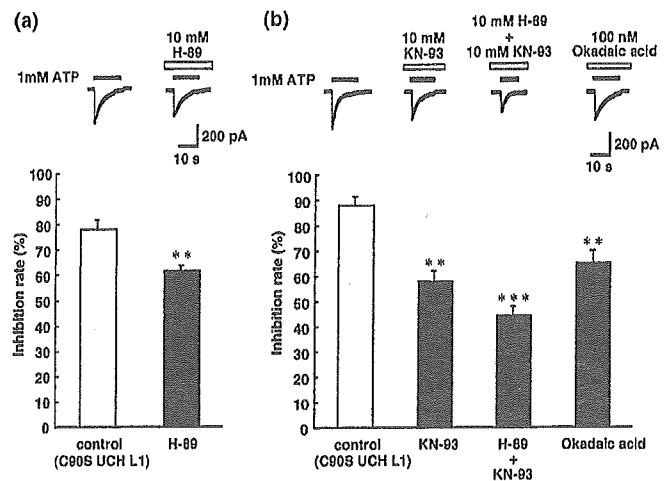 (a)
10 mM
H-89
1mM ATP
200 pA
10 s
100
90
80
70
60
50
40
30
20
10
0
Inhibition rate (%)
**
control
(C90S UCH L1)
H-89
(b)
10 mM
KN-93
10 mM H-89
+
10 mM KN-93
100 nM
Okadaic acid
1mM ATP
200 pA
10 s
100
90
80
70
60
50
40
30
20
10
0
Inhibition rate (%)
**
***
**
control
(C90S UCH L1)
KN-93
H-89
+
KN-93
Okadaic acid